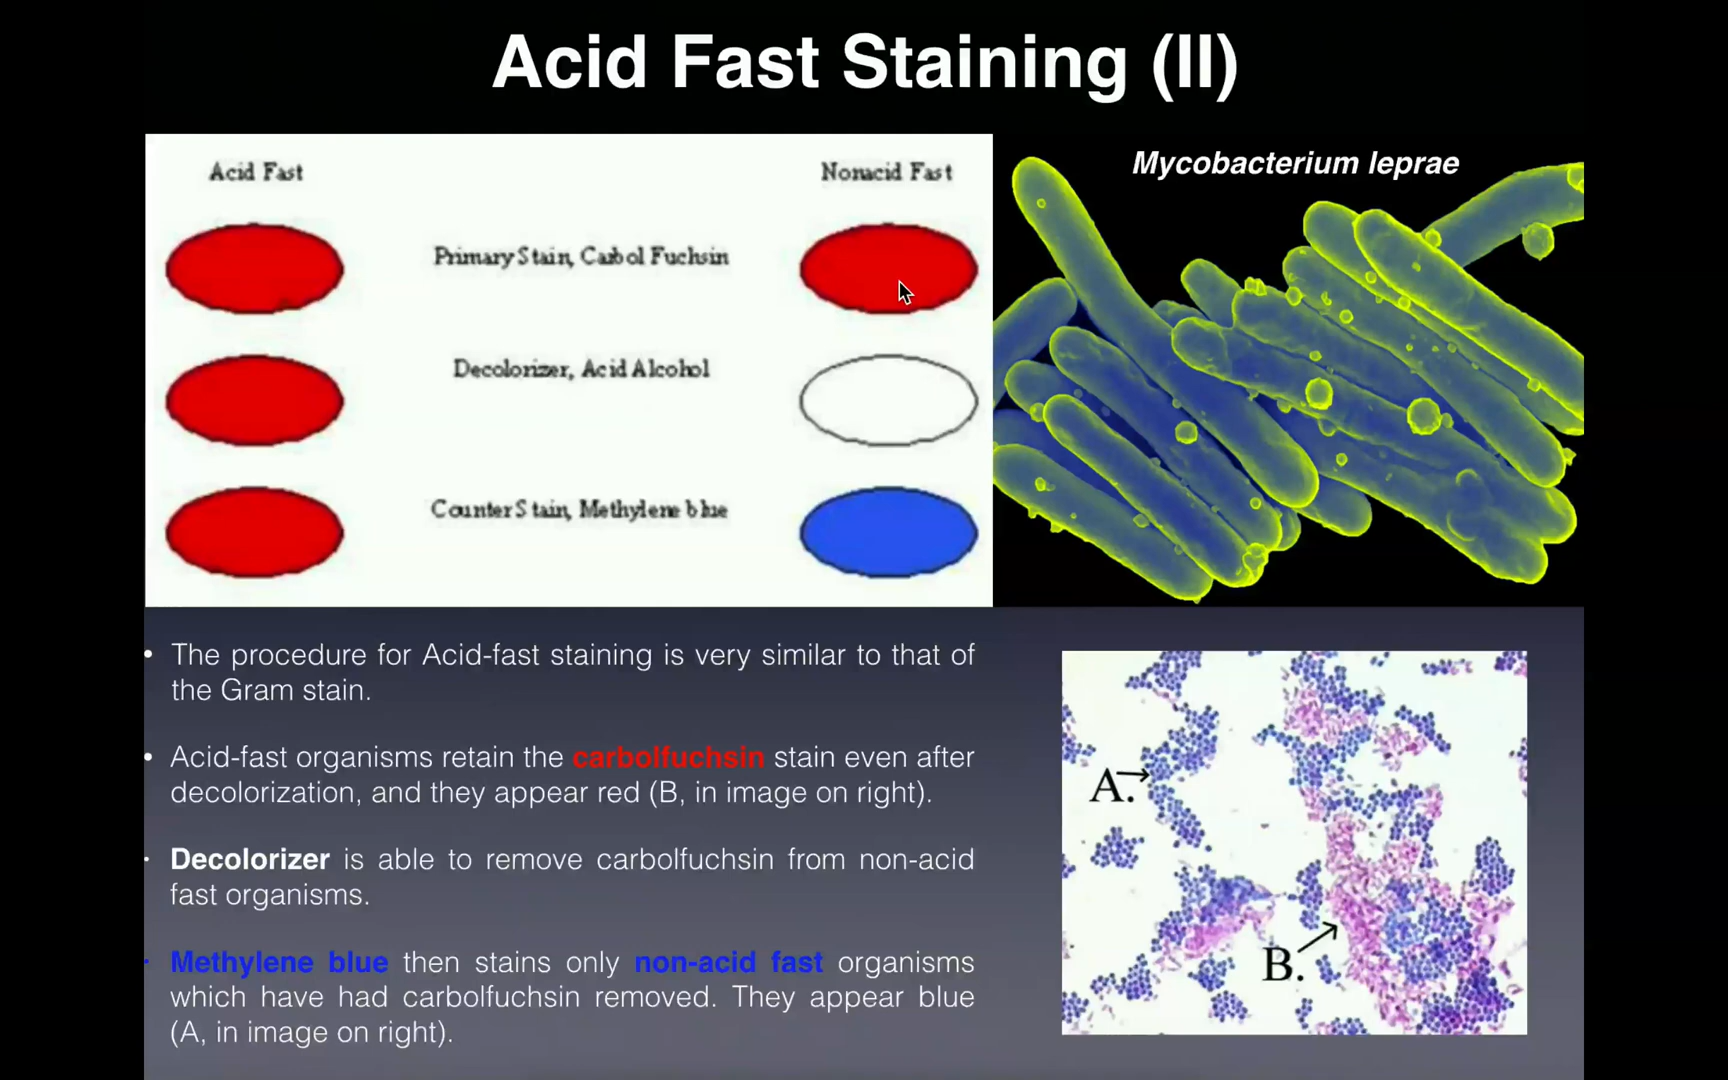 Acid Fast Staining (II)
Acid Fast
Nonacid Fast
Primary Stain, Carbol Fuchsin
Decolorizer, Acid Alcohol
Counter Stain, Methylene blue
Mycobacterium leprae
• The procedure for Acid-fast staining is very similar to that of
the Gram stain.
• Acid-fast organisms retain the carbolfuchsin stain even after
decolorization, and they appear red (B, in image on right).
· Decolorizer is able to remove carbolfuchsin from non-acid
fast organisms.
· Methylene blue then stains only non-acid fast organisms
which have had carbolfuchsin removed. They appear blue
(A, in image on right).
A.
B.